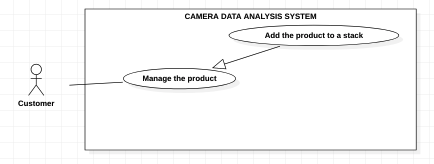 CAMERA DATA ANALYSIS SYSTEM
Add the product to a stack
Manage the product
Customer